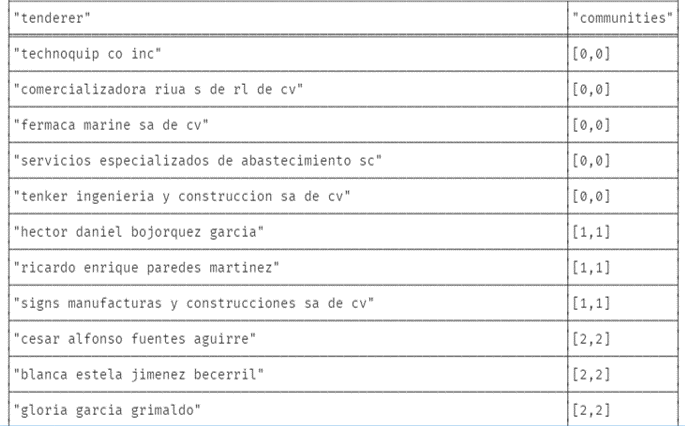 "tenderer" "communities"
"technoquip co inc" [0,0]
"comercializadora riua s de rl de cv" [0,0]
"fermaca marine sa de cv" [0,0]
"servicios especializados de abastecimiento sc" [0,0]
"tenker ingenieria y construccion sa de cv" [0,0]
"hector daniel bojorquez garcia" [1,1]
"ricardo enrique paredes martinez" [1,1]
"signs manufacturas y construcciones sa de cv" [1,1]
"cesar alfonso fuentes aguirre" [2,2]
"blanca estela jimenez becerril" [2,2]
"gloria garcia grimaldo" [2,2]